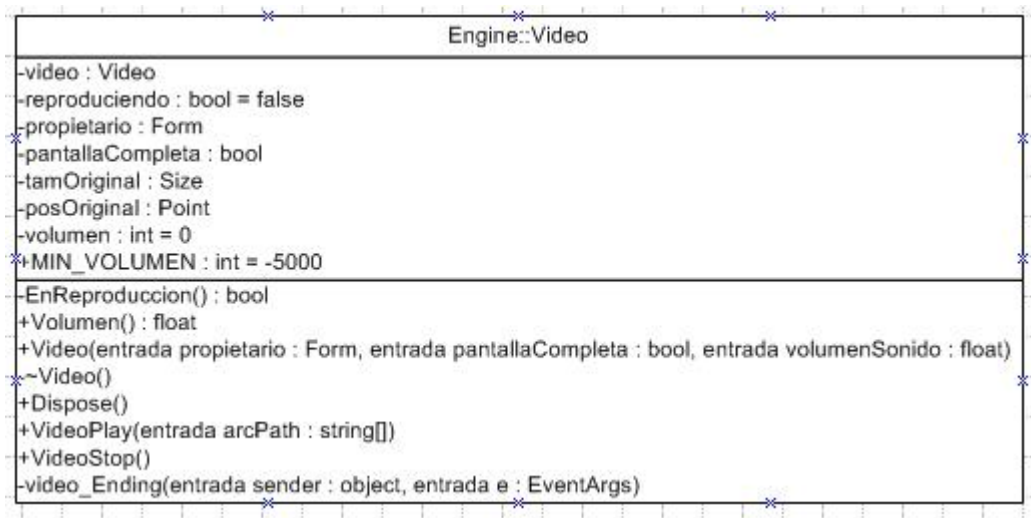 Engine::Video
-video : Video
-reproduciendo : bool = false
-propietario : Form
-pantallaCompleta : bool
-tamOriginal : Size
-posOriginal : Point
-volumen : int = 0
+MIN_VOLUMEN : int = -5000
-EnReproduccion() : bool
+Volumen() : float
+Video(entrada propietario : Form, entrada pantallaCompleta : bool, entrada volumenSonido : float)
-~Video()
+Dispose()
+VideoPlay(entrada arcPath : string[])
+VideoStop()
-video_Ending(entrada sender : object, entrada e : EventArgs)